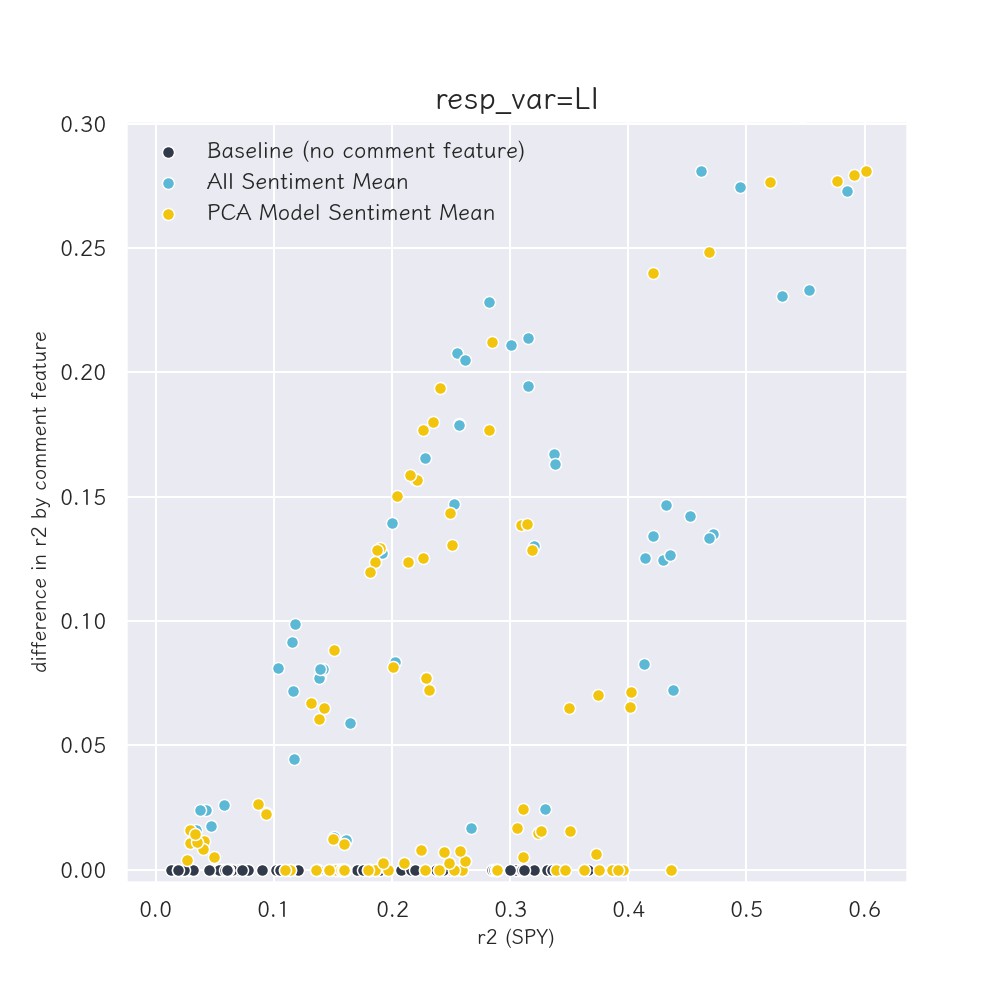 resp_var=LI
Baseline (no comment feature)
All Sentiment Mean
PCA Model Sentiment Mean
difference in r2 by comment feature
0.30
0.25
0.20
0.15
0.10
0.05
0.00
0.0 0.1 0.2 0.3 0.4 0.5 0.6
r2 (SPY)